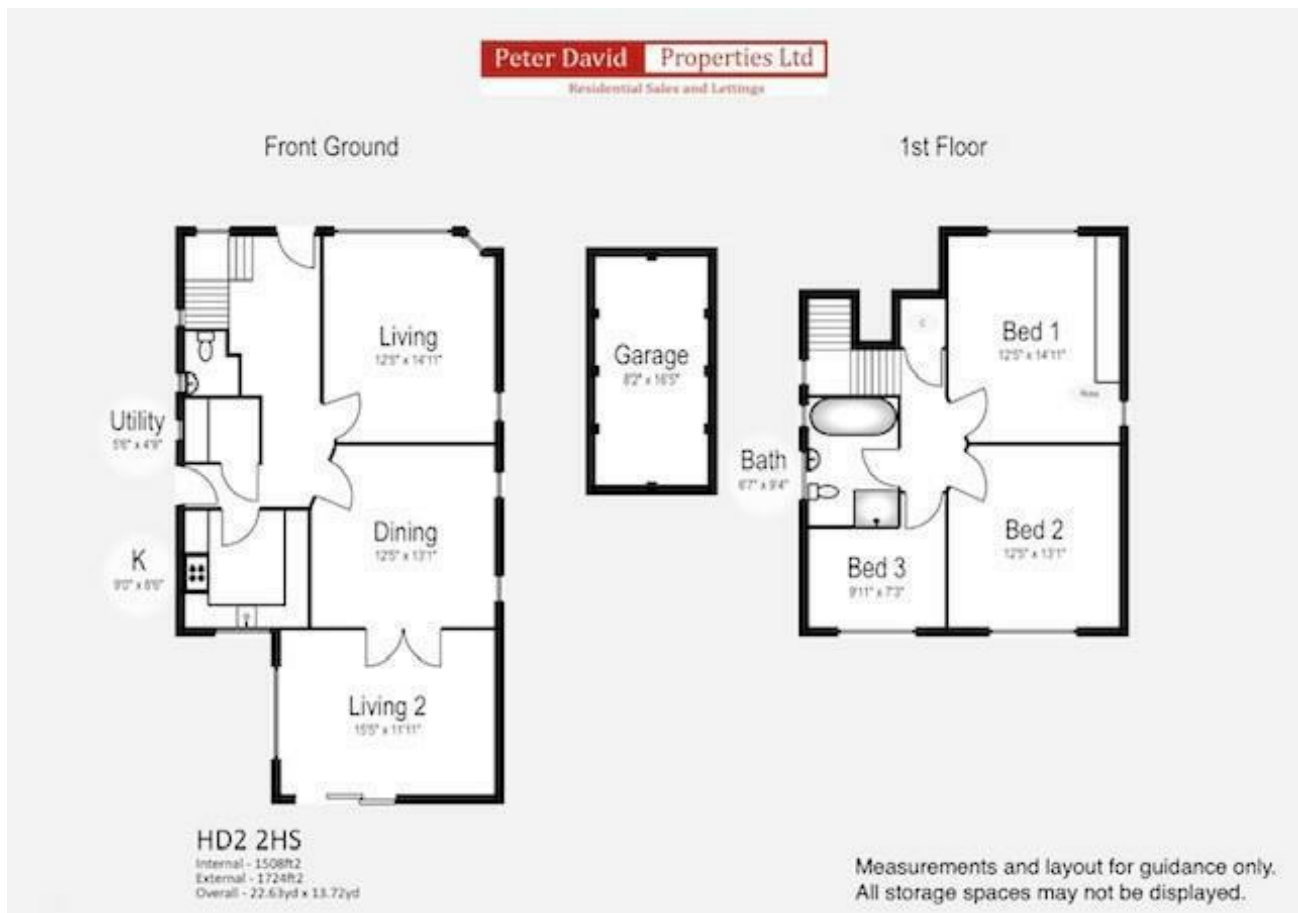 Peter David Properties Ltd
Residential Sales and Lettings
Front Ground
1st Floor
Living
12'5" x 14'11"
Garage
8'2" x 16'5"
C
Bed 1
12'5" x 14'11"
Utility
5'6" x 4'9"
Bath
6'7" x 9'4"
Dining
12'5" x 13'1"
Bed 2
12'5" x 13'1"
K
9'0" x 8'6"
Bed 3
9'11" x 7'3"
Living 2
15'5" x 11'11"
HD2 2HS
Internal - 1508ft2
External - 1724ft2
Overall - 22.63yd x 13.72yd
Measurements and layout for guidance only.
All storage spaces may not be displayed.